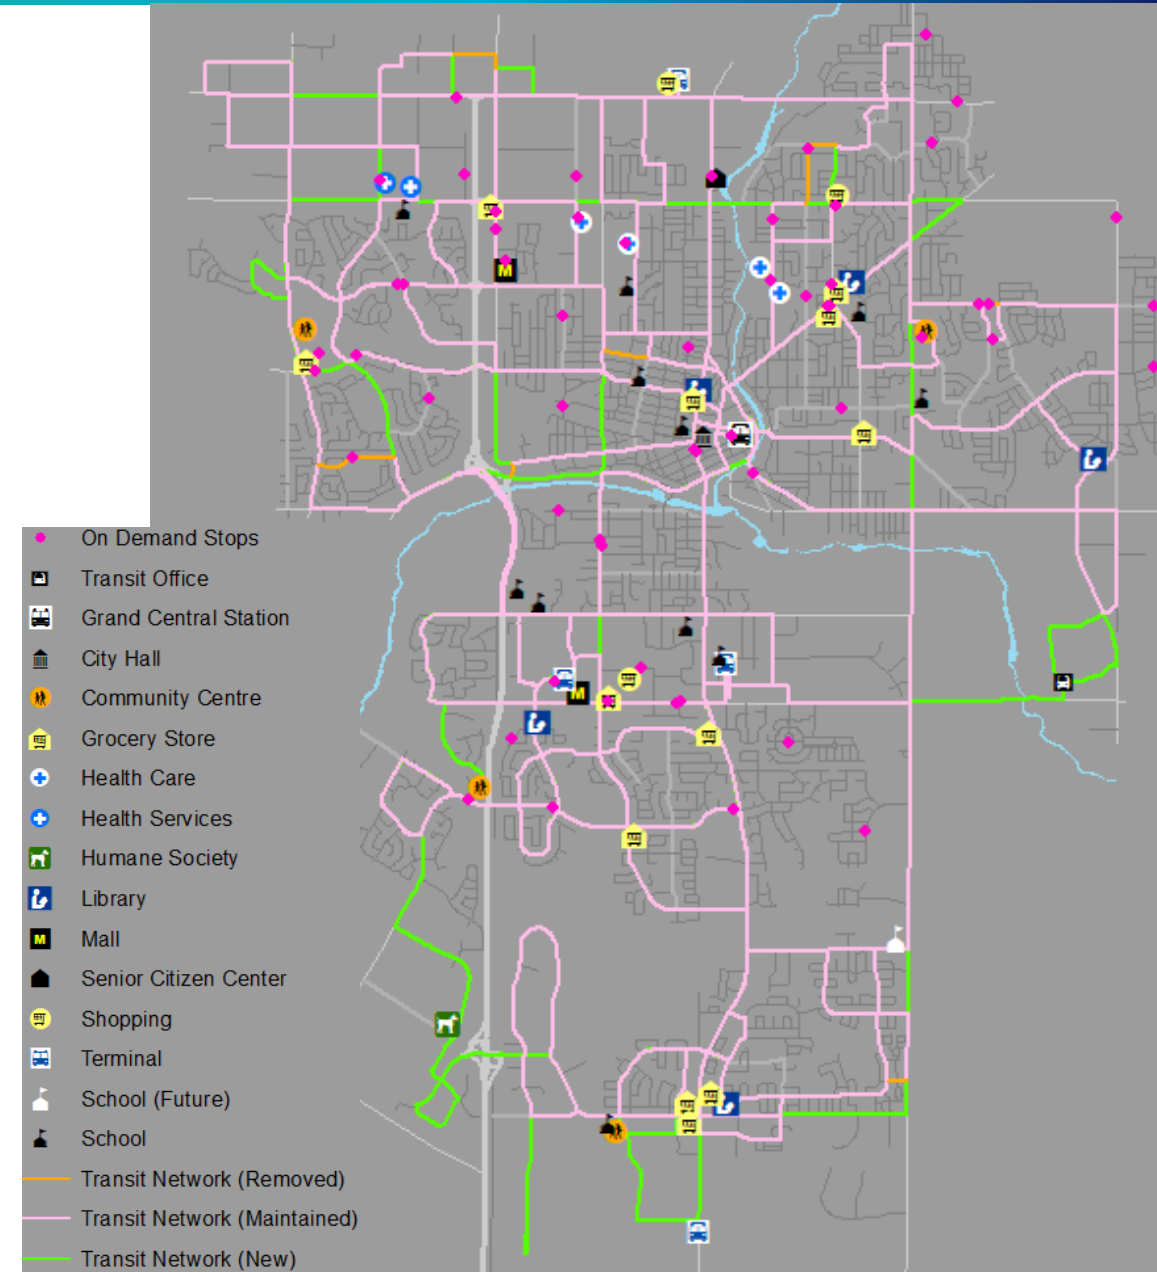 M
M
On Demand Stops
Transit Office
Grand Central Station
City Hall
Community Centre
Grocery Store
Health Care
Health Services
Humane Society
Library
M Mall
Senior Citizen Center
Shopping
Terminal
School (Future)
School
Transit Network (Removed)
Transit Network (Maintained)
Transit Network (New)